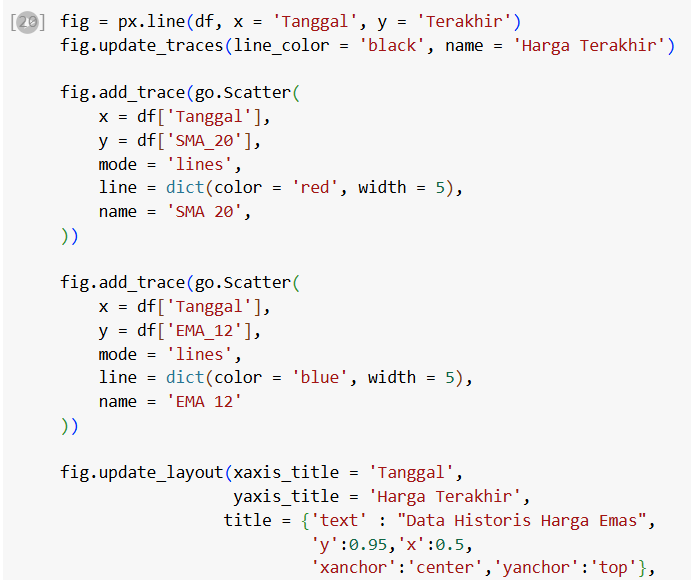 [20] fig = px.line(df, x = 'Tanggal', y = 'Terakhir')
fig.update_traces(line_color = 'black', name = 'Harga Terakhir')

fig.add_trace(go.Scatter(
    x = df['Tanggal'],
    y = df['SMA_20'],
    mode = 'lines',
    line = dict(color = 'red', width = 5),
    name = 'SMA 20',
))

fig.add_trace(go.Scatter(
    x = df['Tanggal'],
    y = df['EMA_12'],
    mode = 'lines',
    line = dict(color = 'blue', width = 5),
    name = 'EMA 12'
))

fig.update_layout(xaxis_title = 'Tanggal',
                  yaxis_title = 'Harga Terakhir',
                 title = {'text' : "Data Historis Harga Emas",
                          'y':0.95,'x':0.5,
                          'xanchor':'center','yanchor':'top'},